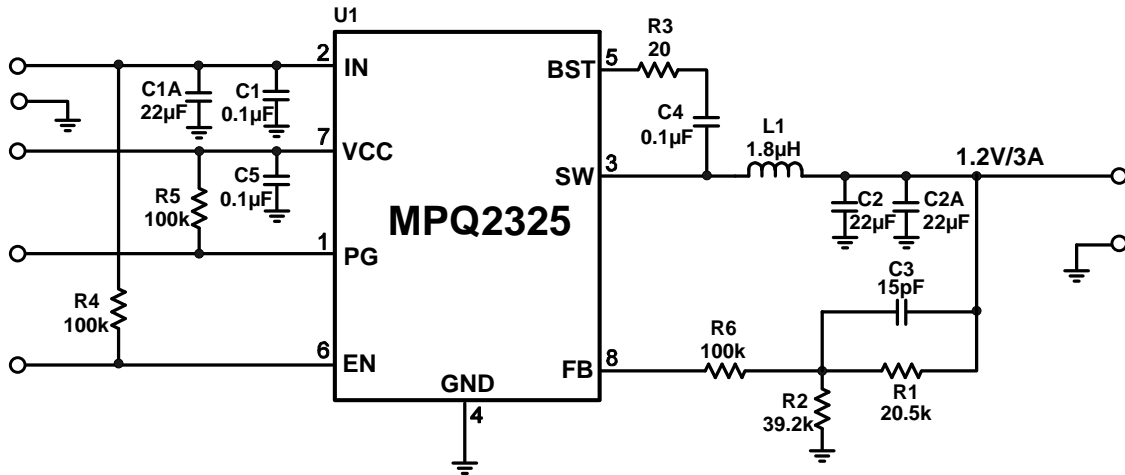 U1
2
IN
C1A
22µF
C1
0.1µF
7
VCC
R5
100k
C5
0.1µF
1
PG
R4
100k
6
EN
MPQ2325
GND
4
BST
5
R3
20
C4
0.1µF
SW
3
L1
1.8µH
1.2V/3A
C2
22µF
C2A
22µF
C3
15pF
FB
8
R6
100k
R2
39.2k
R1
20.5k